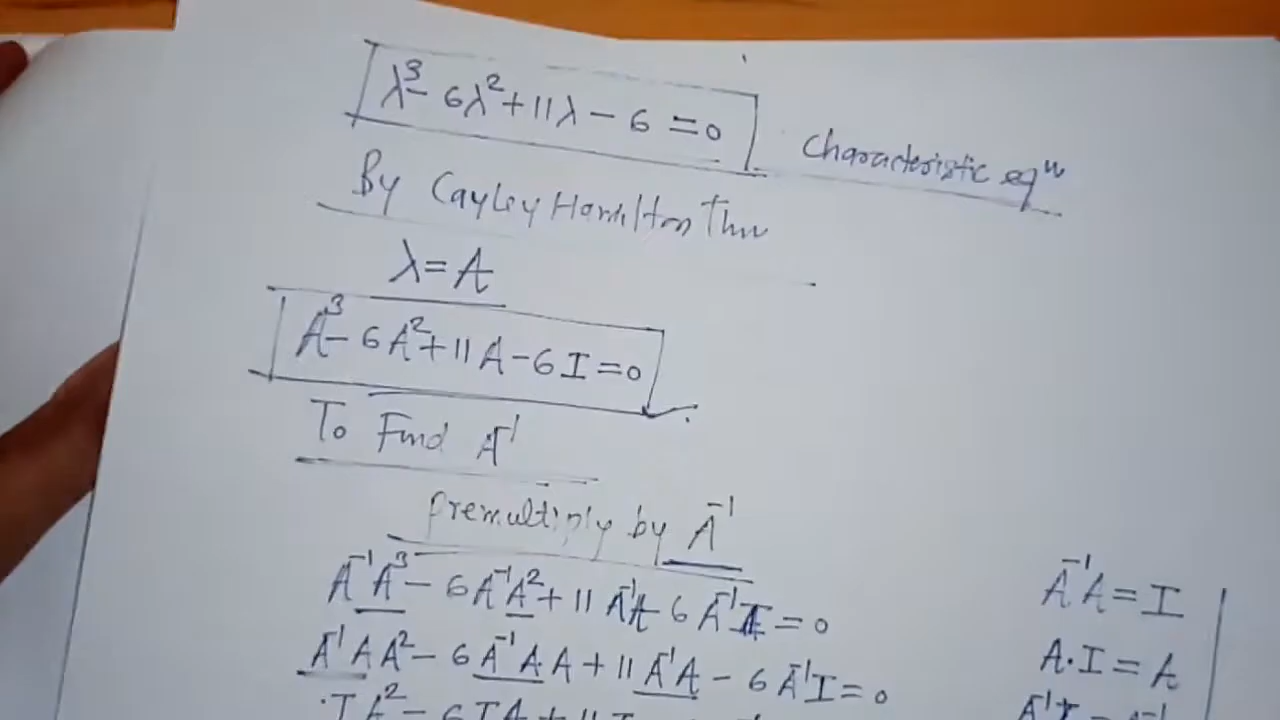 λ³ - 6λ² + 11λ - 6 = 0 Characteristic eqⁿ
By Cayley Hamilton Thm
λ = A
A³ - 6A² + 11A - 6I = 0
To Find A⁻¹
premultiply by A⁻¹
A⁻¹A³ - 6A⁻¹A² + 11A⁻¹A - 6A⁻¹I = 0
A⁻¹A = I
A⁻¹AA² - 6A⁻¹AA + 11A⁻¹A - 6A⁻¹I = 0
A·I = A